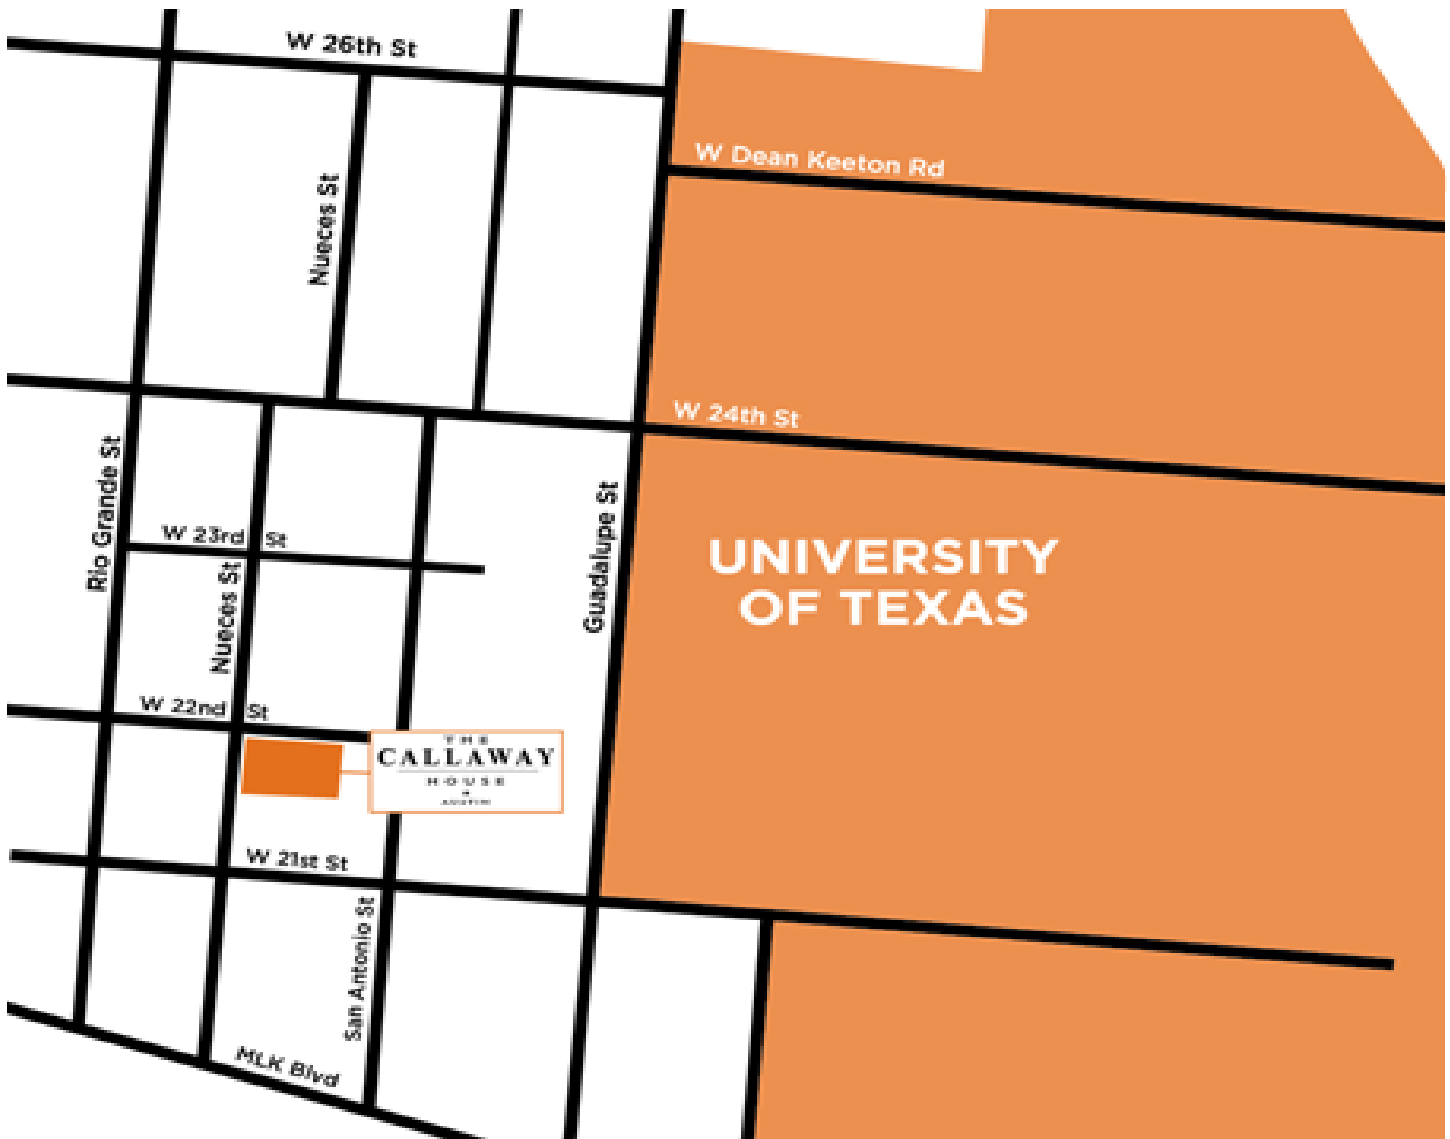 W 26th St
W Dean Keeton Rd
Nueces St
W 24th St
Rio Grande St
W 23rd St
Guadalupe St
UNIVERSITY
OF TEXAS
Nueces St
W 22nd St
THE
CALLAWAY
HOUSE
AUSTIN
W 21st St
San Antonio St
MLK Blvd